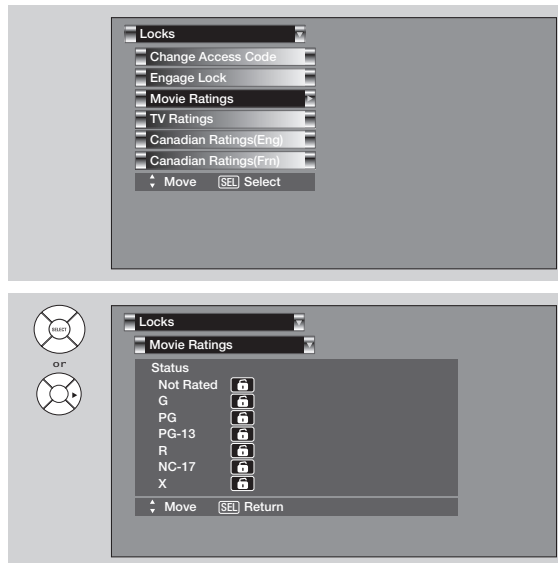 Locks
Change Access Code
Engage Lock
Movie Ratings
TV Ratings
Canadian Ratings(Eng)
Canadian Ratings(Frn)
Move SEL Select
SELECT
or
Locks
Movie Ratings
Status
Not Rated
G
PG
PG-13
R
NC-17
X
Move SEL Return